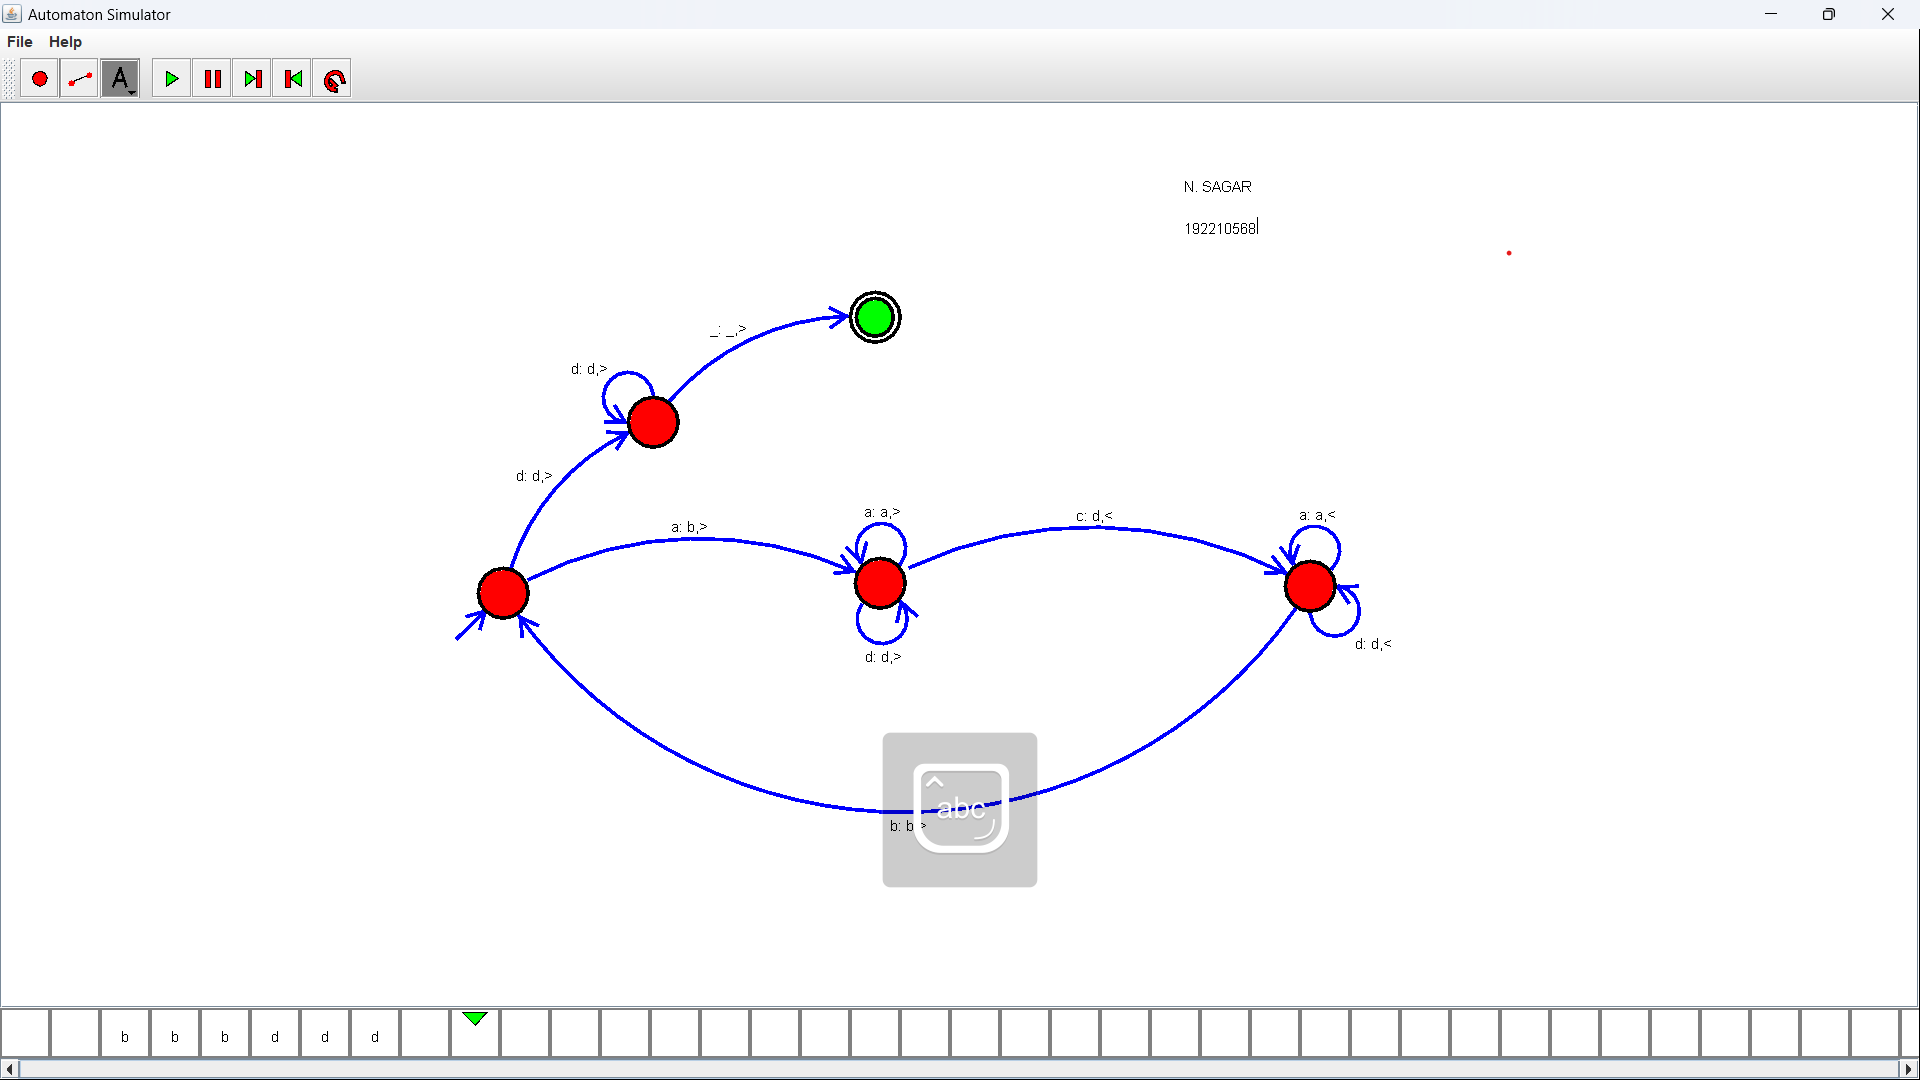 Automaton Simulator
File Help
A
N. SAGAR
192210568
_: _,>
d: d,>
d: d,>
a: b,>
a: a,>
c: d,<
a: a,<
d: d,>
d: d,<
abc
b: b >
b b b d d d